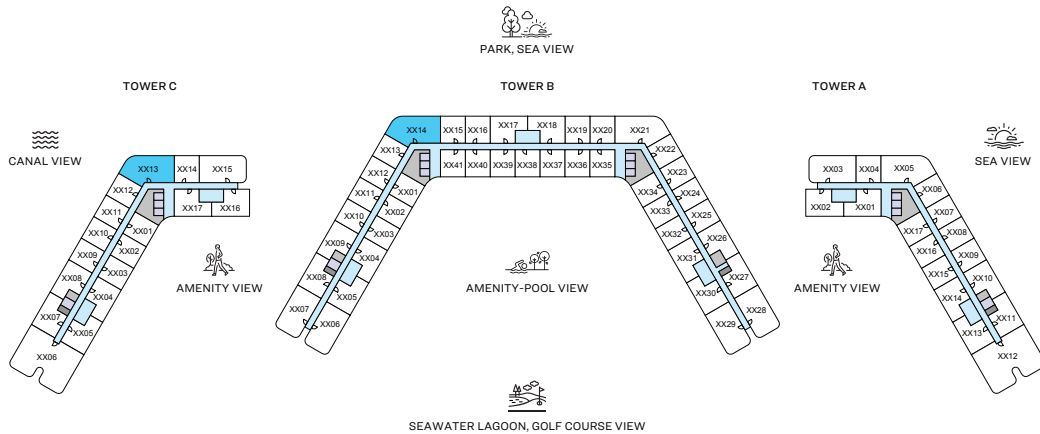 PARK, SEA VIEW
TOWER C
TOWER B
TOWER A
CANAL VIEW
SEA VIEW
XX13
XX14
XX15
XX12
XX11
XX10
XX09
XX08
XX07
XX06
XX01
XX02
XX03
XX04
XX05
XX17
XX16
AMENITY VIEW
XX14
XX15
XX16
XX17
XX18
XX19
XX20
XX21
XX13
XX12
XX11
XX10
XX09
XX08
XX07
XX06
XX01
XX02
XX03
XX04
XX05
XX41
XX40
XX39
XX38
XX37
XX36
XX35
XX22
XX23
XX24
XX25
XX26
XX27
XX28
XX29
XX34
XX33
XX32
XX31
XX30
AMENITY-POOL VIEW
XX03
XX04
XX05
XX02
XX01
XX06
XX07
XX08
XX09
XX10
XX11
XX12
XX17
XX16
XX15
XX14
XX13
AMENITY VIEW
SEAWATER LAGOON, GOLF COURSE VIEW